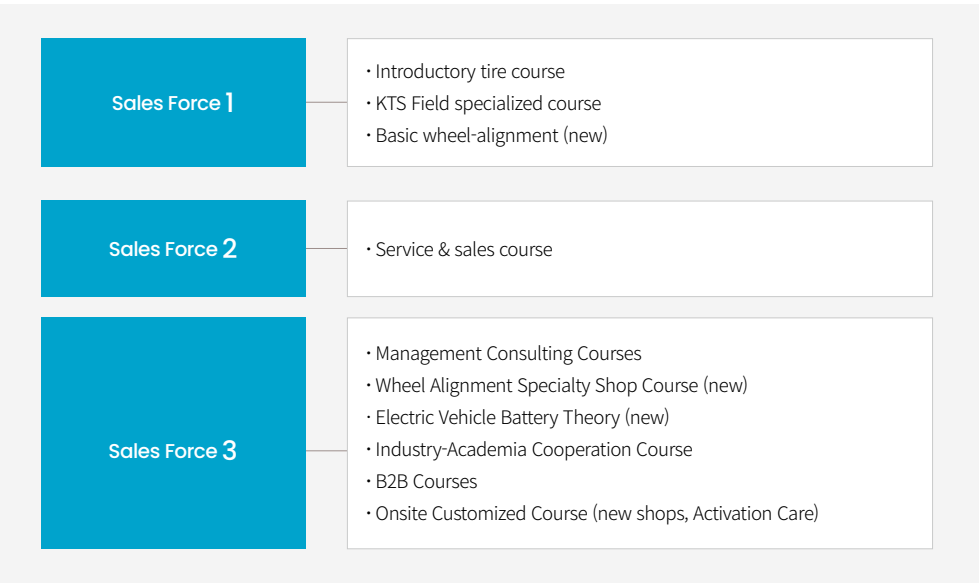 Sales Force 1
· Introductory tire course
· KTS Field specialized course
· Basic wheel-alignment (new)
Sales Force 2
· Service & sales course
Sales Force 3
· Management Consulting Courses
· Wheel Alignment Specialty Shop Course (new)
· Electric Vehicle Battery Theory (new)
· Industry-Academia Cooperation Course
· B2B Courses
· Onsite Customized Course (new shops, Activation Care)